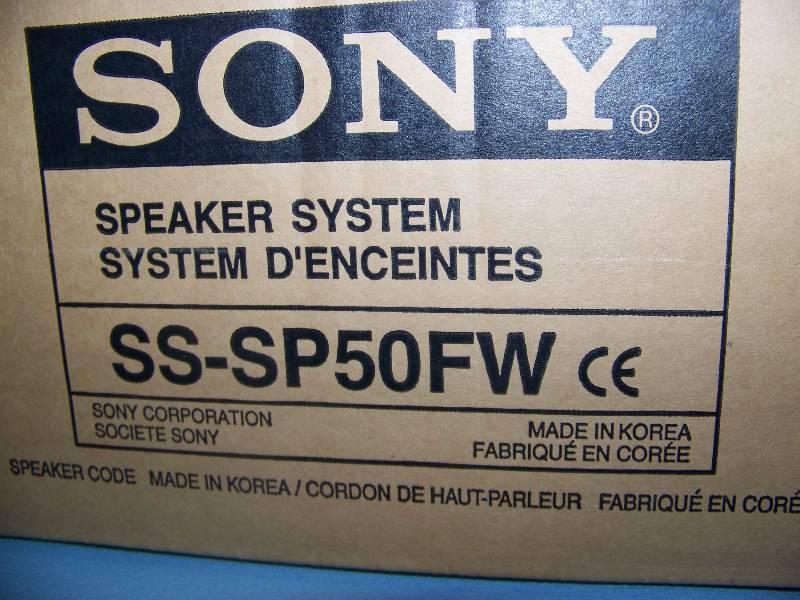 SONY®
SPEAKER SYSTEM
SYSTEM D'ENCEINTES
SS-SP50FW CE
SONY CORPORATION
SOCIETE SONY
MADE IN KOREA
FABRIQUÉ EN CORÉE
SPEAKER CODE MADE IN KOREA / CORDON DE HAUT-PARLEUR FABRIQUÉ EN CORÉ